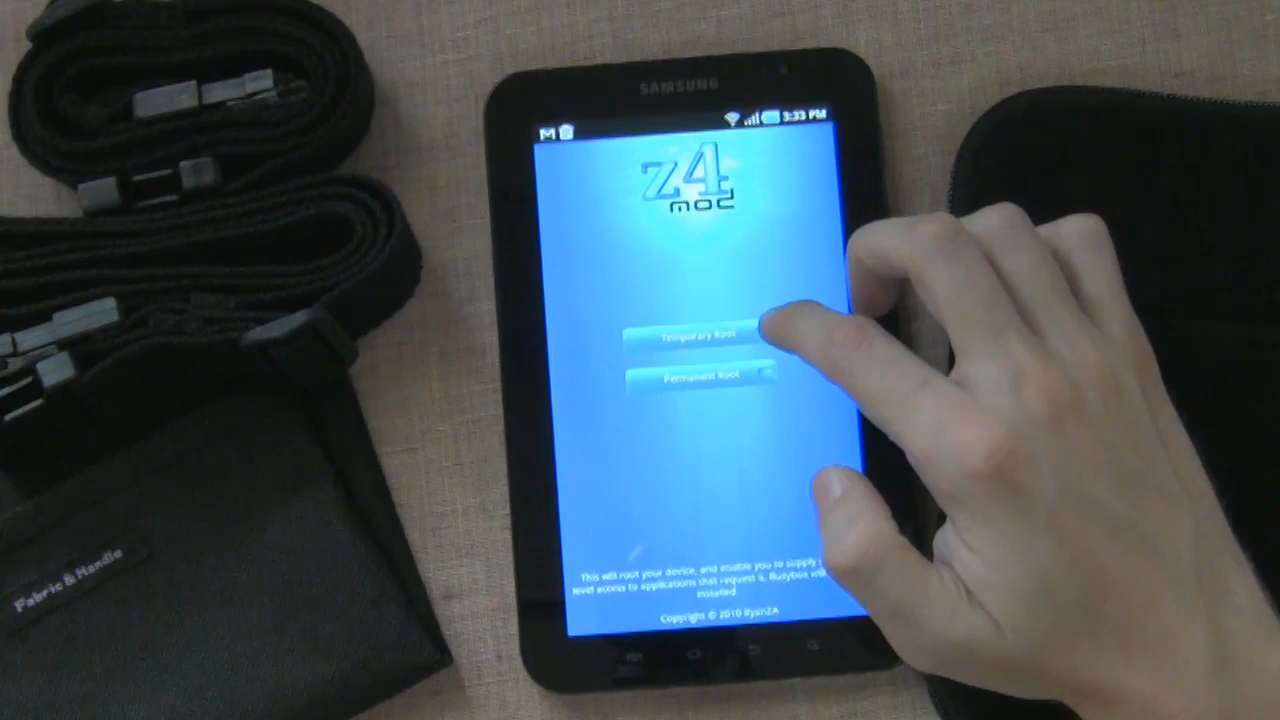 SAMSUNG
3:33 PM
z4
mod
Temporary Root
Permanent Root
This will root your device, and enable you to supply
level access to applications that request it. Busybox will
installed.
Copyright © 2010 RyanZA
Fabric & Handle